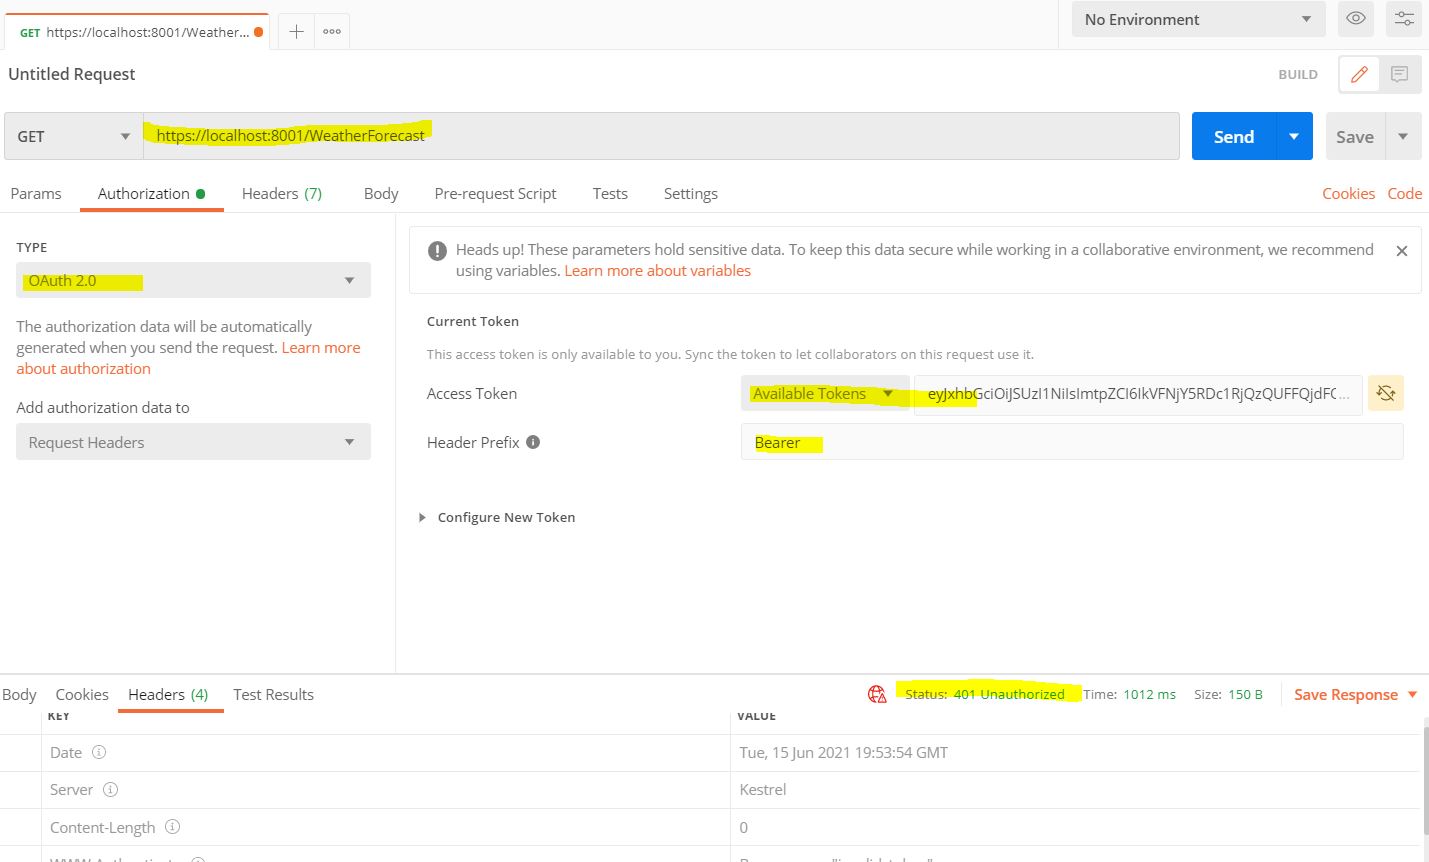 GET https://localhost:8001/Weather...
No Environment
Untitled Request
BUILD
GET
https://localhost:8001/WeatherForecast
Send
Save
Params
Authorization
Headers (7)
Body
Pre-request Script
Tests
Settings
Cookies
Code
TYPE
OAuth 2.0
The authorization data will be automatically
generated when you send the request. Learn more
about authorization
Add authorization data to
Request Headers
Heads up! These parameters hold sensitive data. To keep this data secure while working in a collaborative environment, we recommend
using variables. Learn more about variables
Current Token
This access token is only available to you. Sync the token to let collaborators on this request use it.
Access Token
Available Tokens
Header Prefix
Bearer
Configure New Token
Body
Cookies
Headers (4)
Test Results
Status: 401 Unauthorized
Time: 1012 ms
Size: 150 B
Save Response
KEY
VALUE
Date
Tue, 15 Jun 2021 19:53:54 GMT
Server
Kestrel
Content-Length
0